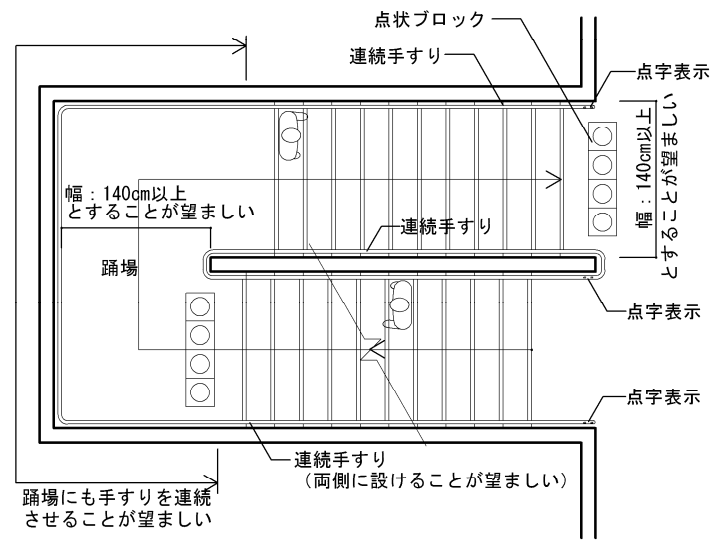 点状ブロック
連続手すり
点字表示
幅：140cm以上
とすることが望ましい
幅：140cm以上
とすることが望ましい
連続手すり
踊場
点字表示
点字表示
連続手すり
（両側に設けることが望ましい）
踊場にも手すりを連続
させることが望ましい